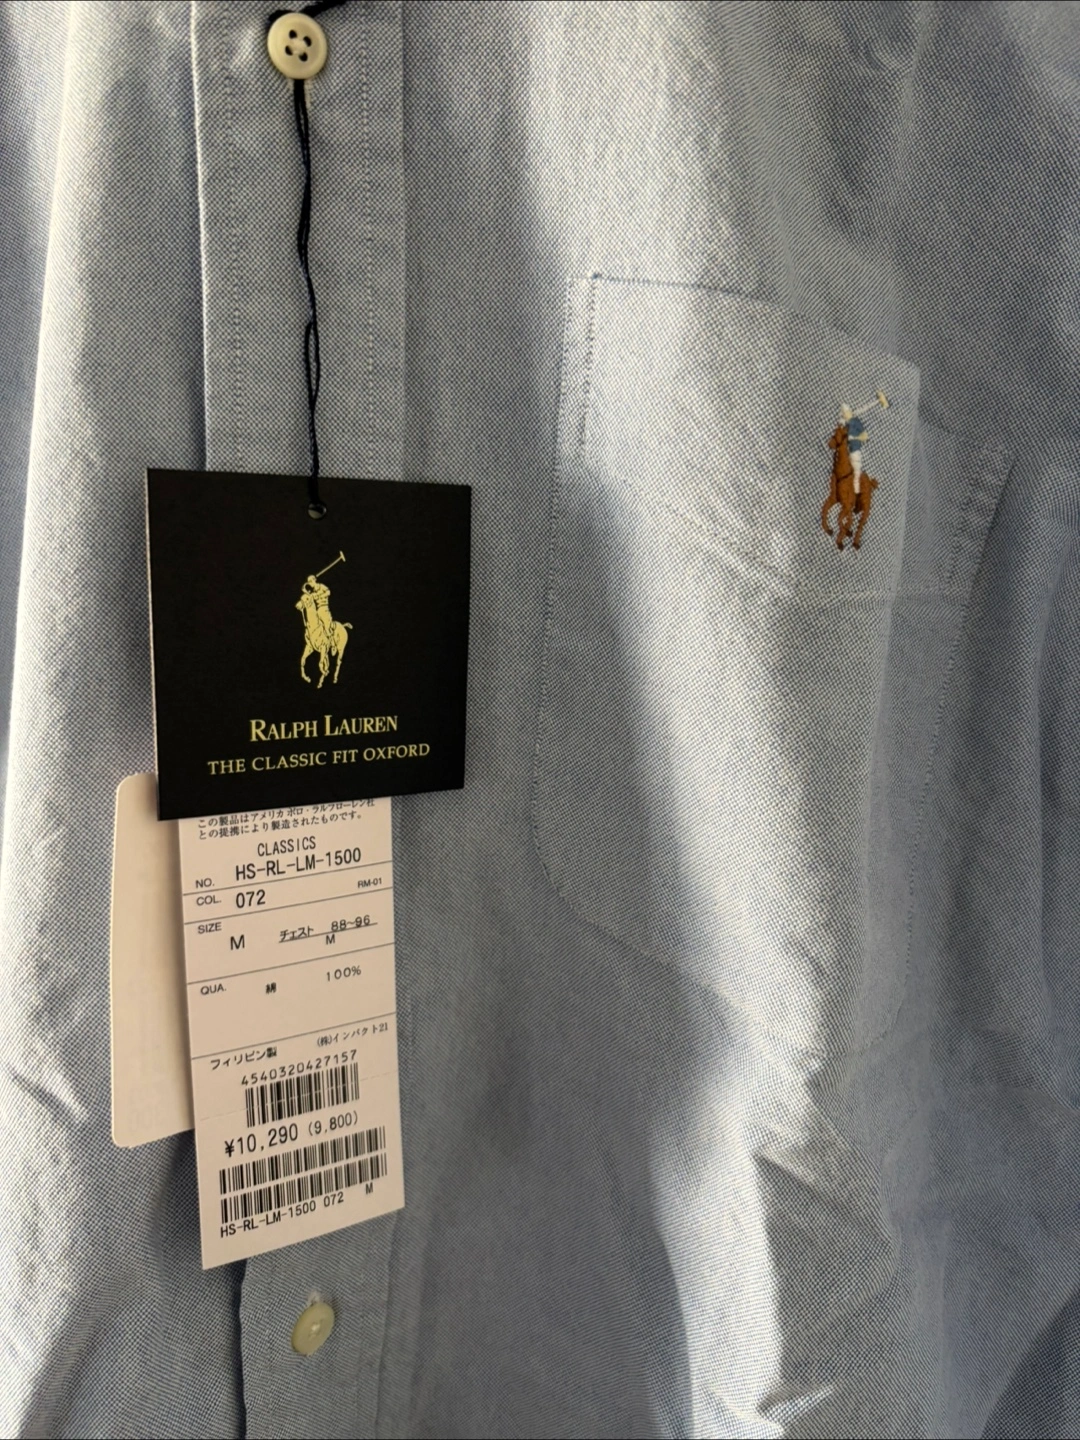 RALPH LAUREN
THE CLASSIC FIT OXFORD
この製品はアメリカ ポロ・ラルフローレン社
との提携により製造されたものです。
CLASSICS
NO. HS-RL-LM-1500
COL. 072 RM-01
SIZE M チェスト 88~96
M
QUA. 綿 100%
(株)インパクト21
フィリピン製
4540320427157
¥10,290 (9,800)
HS-RL-LM-1500 072 M